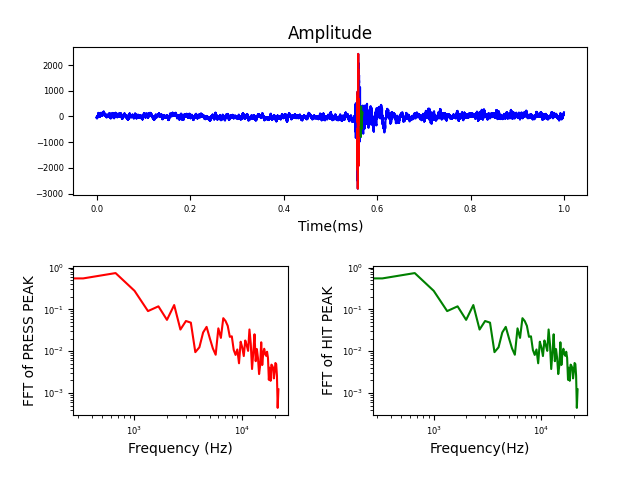 Amplitude
2000
1000
0
−1000
−2000
−3000
0.0 0.2 0.4 0.6 0.8 1.0
Time(ms)
FFT of PRESS PEAK
10⁰
10⁻¹
10⁻²
10⁻³
10³ 10⁴
Frequency (Hz)
FFT of HIT PEAK
10⁰
10⁻¹
10⁻²
10⁻³
10³ 10⁴
Frequency(Hz)